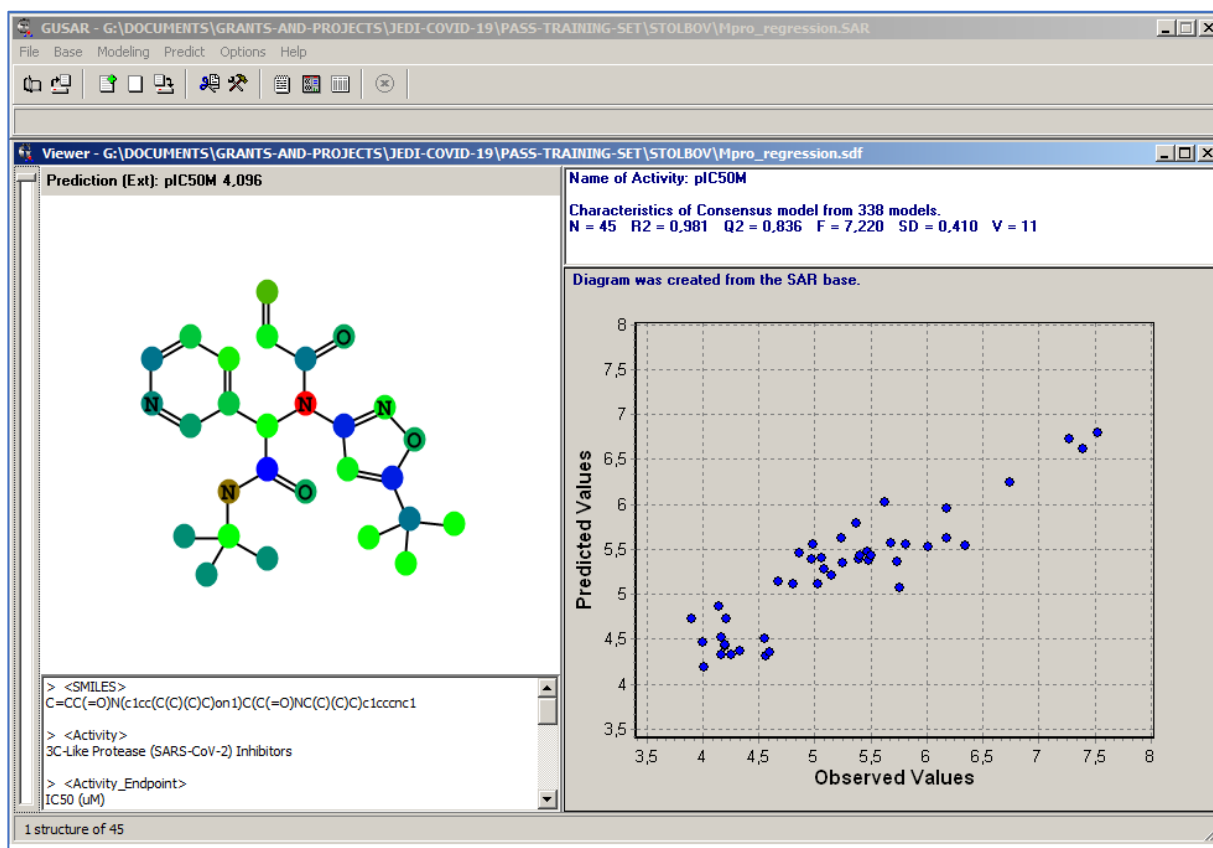 GUSAR - G:\DOCUMENTS\GRANTS-AND-PROJECTS\JEDI-COVID-19\PASS-TRAINING-SET\STOLBOV\Mpro_regression.SAR
File Base Modeling Predict Options Help
Viewer - G:\DOCUMENTS\GRANTS-AND-PROJECTS\JEDI-COVID-19\PASS-TRAINING-SET\STOLBOV\Mpro_regression.sdf
Prediction (Ext): pIC50M 4,096
O
N
N
N
O
N
O
> <SMILES>
C=CC(=O)N(c1cc(C(C)(C)C)on1)C(C(=O)NC(C)(C)C)c1cccnc1
> <Activity>
3C-Like Protease (SARS-CoV-2) Inhibitors
> <Activity_Endpoint>
IC50 (uM)
Name of Activity: pIC50M
Characteristics of Consensus model from 338 models.
N = 45 R2 = 0,981 Q2 = 0,836 F = 7,220 SD = 0,410 V = 11
Diagram was created from the SAR base.
8
7,5
7
6,5
6
5,5
5
4,5
4
3,5
Predicted Values
3,5 4 4,5 5 5,5 6 6,5 7 7,5 8
Observed Values
1 structure of 45